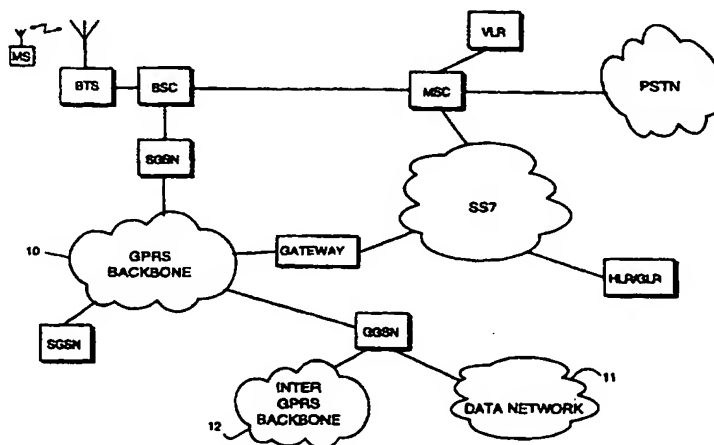 VLR
MS
BTS
BSC
MSC
PSTN
SGSN
SS7
10
GPRS
BACKBONE
GATEWAY
HLR/GLR
SGSN
GGSN
INTER
GPRS
BACKBONE
12
DATA NETWORK
11